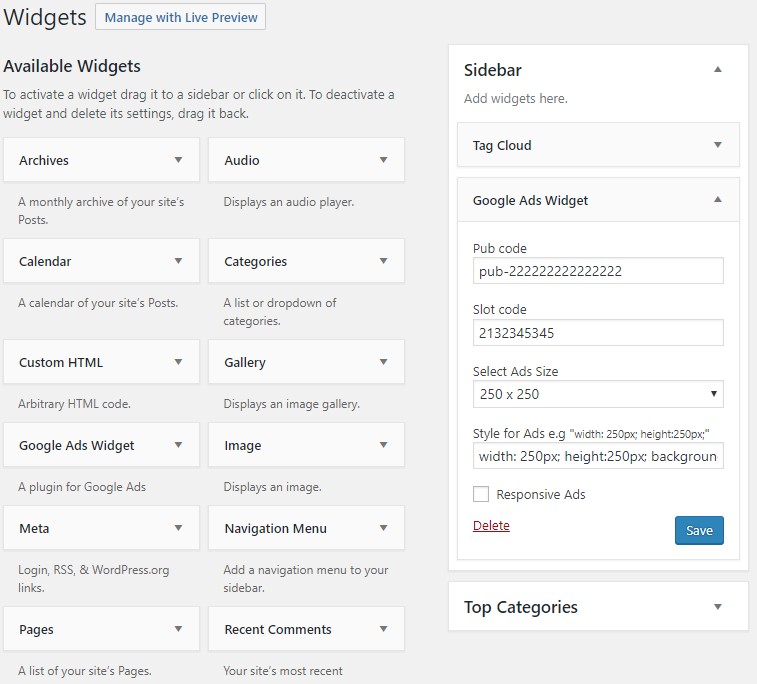 Widgets
Manage with Live Preview
Available Widgets
To activate a widget drag it to a sidebar or click on it. To deactivate a
widget and delete its settings, drag it back.
Archives
Audio
A monthly archive of your site's
Posts.
Displays an audio player.
Calendar
Categories
A calendar of your site's Posts.
A list or dropdown of
categories.
Custom HTML
Gallery
Arbitrary HTML code.
Displays an image gallery.
Google Ads Widget
Image
A plugin for Google Ads
Displays an image.
Meta
Navigation Menu
Login, RSS, & WordPress.org
links.
Add a navigation menu to your
sidebar.
Pages
Recent Comments
A list of your site's Pages.
Your site's most recent
Sidebar
Add widgets here.
Tag Cloud
Google Ads Widget
Pub code
pub-222222222222222
Slot code
2132345345
Select Ads Size
250 x 250
Style for Ads e.g "width: 250px; height:250px;"
width: 250px; height:250px; backgroun
Responsive Ads
Delete
Save
Top Categories